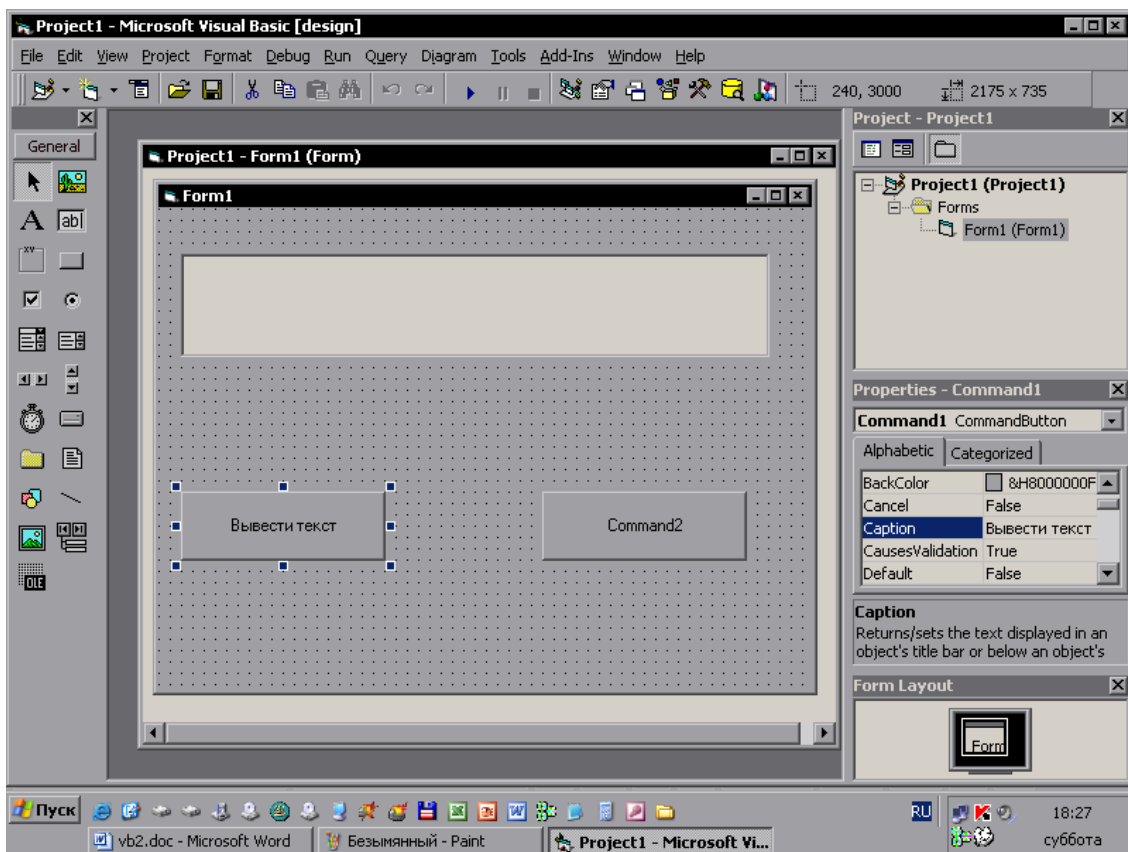 Project1 - Microsoft Visual Basic [design]
File Edit View Project Format Debug Run Query Diagram Tools Add-Ins Window Help
240, 3000 2175 x 735
General
A ab|
XY
OLE
Project1 - Form1 (Form)
Form1
Вывести текст
Command2
Project - Project1
Project1 (Project1)
Forms
Form1 (Form1)
Properties - Command1
Command1 CommandButton
Alphabetic Categorized
BackColor &H8000000F
Cancel False
Caption Вывести текст
CausesValidation True
Default False
Caption
Returns/sets the text displayed in an
object's title bar or below an object's
Form Layout
Form
Пуск RU 18:27
vb2.doc - Microsoft Word Безымянный - Paint Project1 - Microsoft Vi... суббота